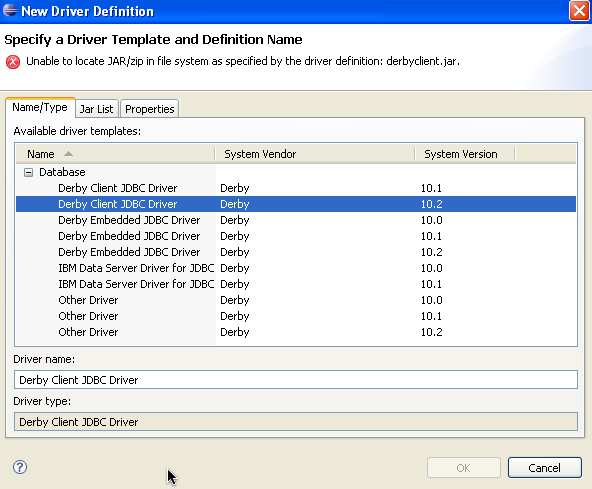 New Driver Definition
Specify a Driver Template and Definition Name
Unable to locate JAR/zip in file system as specified by the driver definition: derbyclient.jar.
Name/Type Jar List Properties
Available driver templates:
Name System Vendor System Version
Database
Derby Client JDBC Driver Derby 10.1
Derby Client JDBC Driver Derby 10.2
Derby Embedded JDBC Driver Derby 10.0
Derby Embedded JDBC Driver Derby 10.1
Derby Embedded JDBC Driver Derby 10.2
IBM Data Server Driver for JDBC Derby 10.0
IBM Data Server Driver for JDBC Derby 10.1
Other Driver Derby 10.0
Other Driver Derby 10.1
Other Driver Derby 10.2
Driver name:
Derby Client JDBC Driver
Driver type:
Derby Client JDBC Driver
? OK Cancel